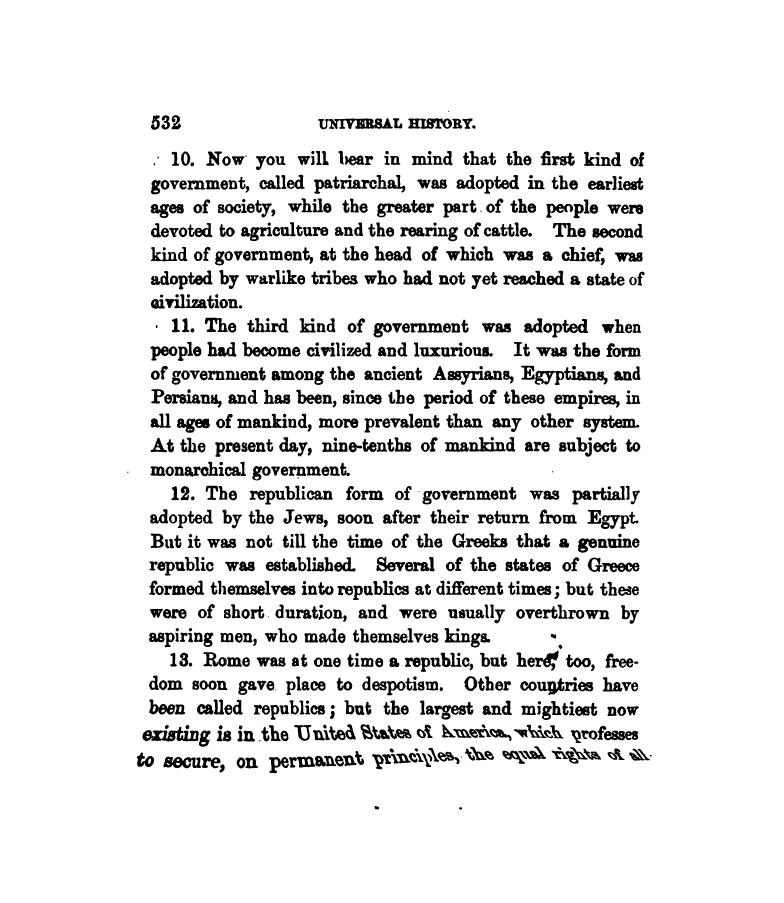 532 UNIVERSAL HISTORY.
10. Now you will bear in mind that the first kind of
government, called patriarchal, was adopted in the earliest
ages of society, while the greater part of the people were
devoted to agriculture and the rearing of cattle. The second
kind of government, at the head of which was a chief, was
adopted by warlike tribes who had not yet reached a state of
civilization.
11. The third kind of government was adopted when
people had become civilized and luxurious. It was the form
of government among the ancient Assyrians, Egyptians, and
Persians, and has been, since the period of these empires, in
all ages of mankind, more prevalent than any other system.
At the present day, nine-tenths of mankind are subject to
monarchical government.
12. The republican form of government was partially
adopted by the Jews, soon after their return from Egypt.
But it was not till the time of the Greeks that a genuine
republic was established. Several of the states of Greece
formed themselves into republics at different times; but these
were of short duration, and were usually overthrown by
aspiring men, who made themselves kings.
13. Rome was at one time a republic, but here, too, free-
dom soon gave place to despotism. Other countries have
been called republics; but the largest and mightiest now
existing is in the United States of America, which professes
to secure, on permanent principles, the equal rights of all.